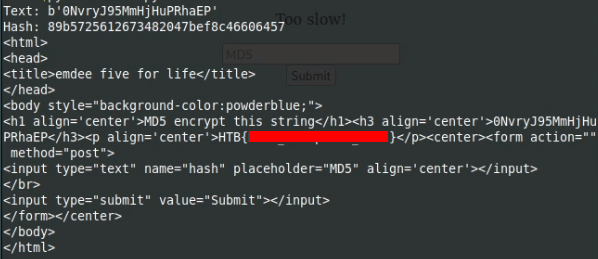 Text: b'0NvryJ95MmHjHuPRhaEP'
Too slow!
Hash: 89b5725612673482047bef8c46606457
<html>
<head>
MD5
<title>emdee five for life</title>
Submit
</head>
<body style="background-color:powderblue;">
<h1 align='center'>MD5 encrypt this string</h1><h3 align='center'>0NvryJ95MmHjHu
PRhaEP</h3><p align='center'>HTB{ }</p><center><form action=""
method="post">
<input type="text" name="hash" placeholder="MD5" align='center'></input>
</br>
<input type="submit" value="Submit"></input>
</form></center>
</body>
</html>